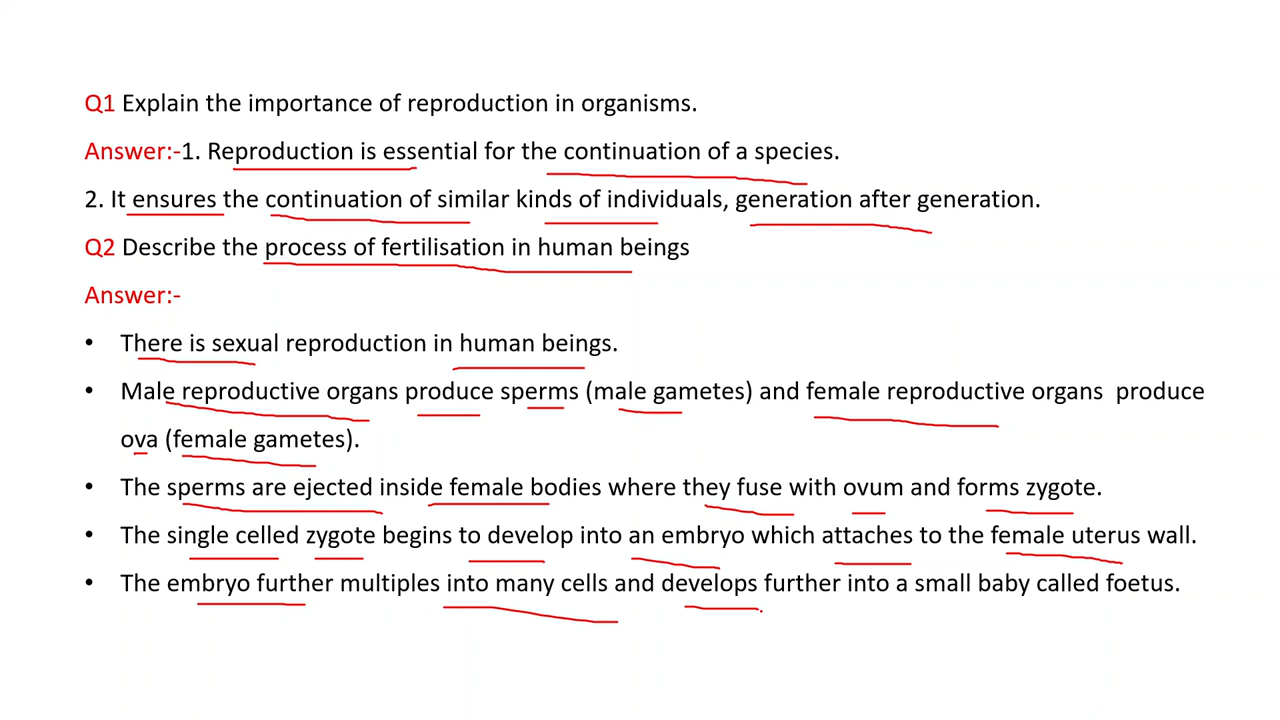 Q1 Explain the importance of reproduction in organisms.
Answer:-1. Reproduction is essential for the continuation of a species.
2. It ensures the continuation of similar kinds of individuals, generation after generation.
Q2 Describe the process of fertilisation in human beings
Answer:-
• There is sexual reproduction in human beings.
• Male reproductive organs produce sperms (male gametes) and female reproductive organs produce
ova (female gametes).
• The sperms are ejected inside female bodies where they fuse with ovum and forms zygote.
• The single celled zygote begins to develop into an embryo which attaches to the female uterus wall.
• The embryo further multiples into many cells and develops further into a small baby called foetus.